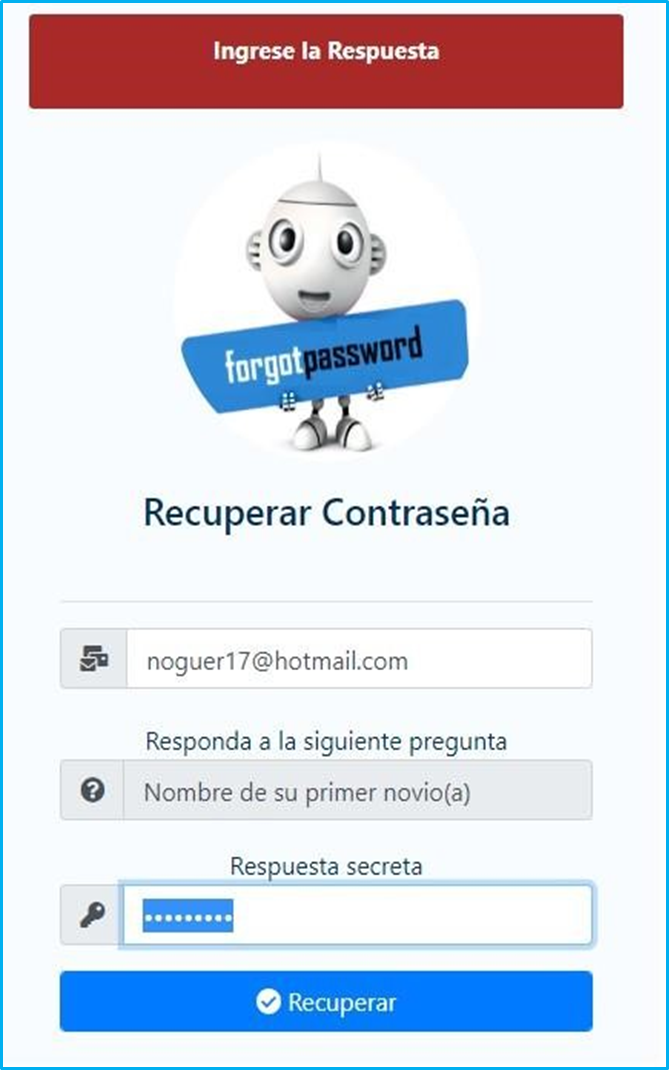 Ingrese la Respuesta
forgotpassword
Recuperar Contraseña
noguer17@hotmail.com
Responda a la siguiente pregunta
Nombre de su primer novio(a)
Respuesta secreta
•••••••••
Recuperar